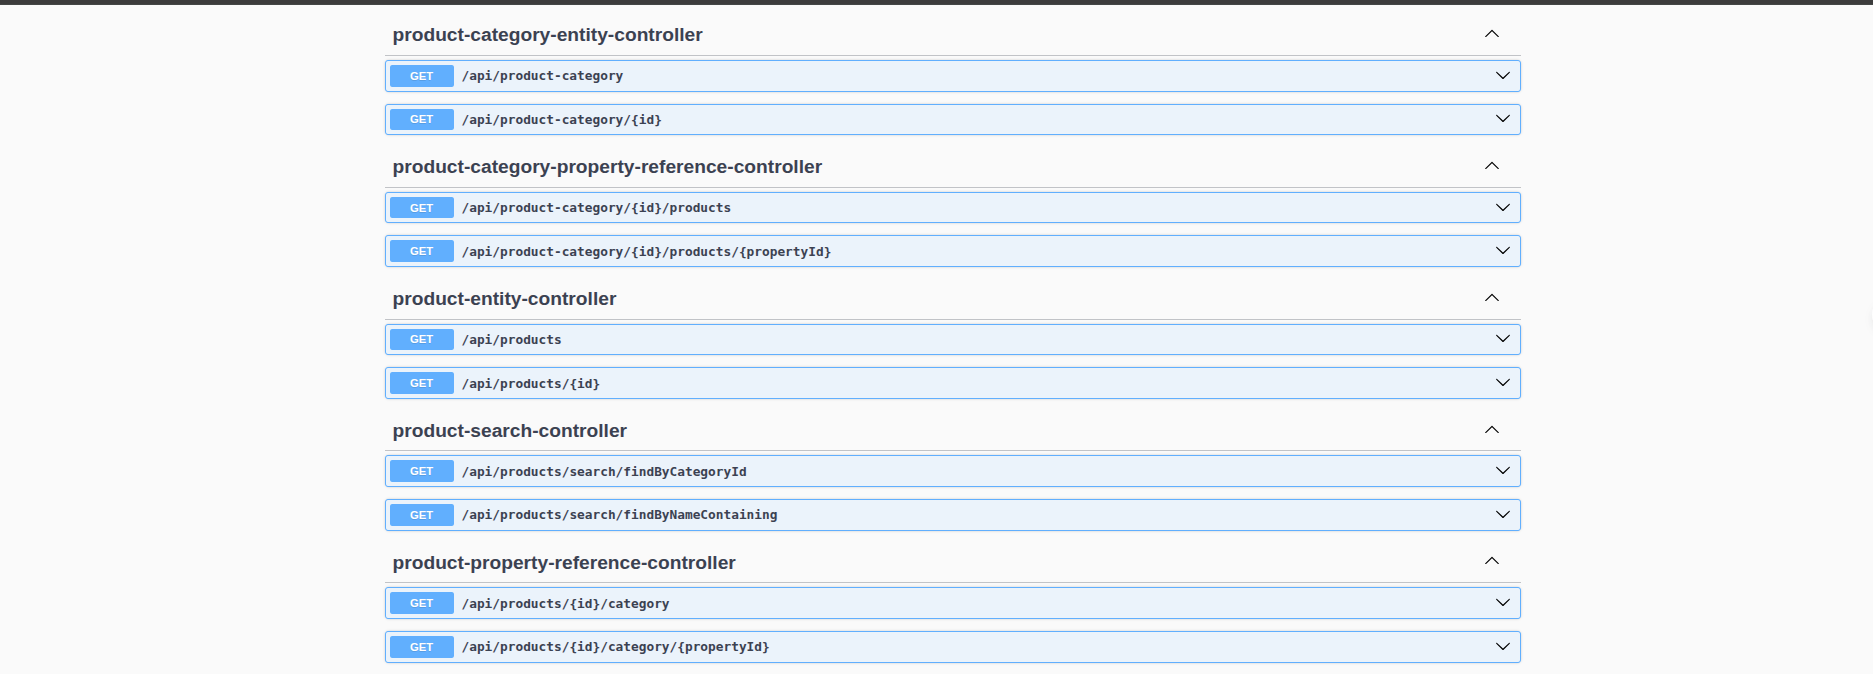 product-category-entity-controller
GET /api/product-category
GET /api/product-category/{id}
product-category-property-reference-controller
GET /api/product-category/{id}/products
GET /api/product-category/{id}/products/{propertyId}
product-entity-controller
GET /api/products
GET /api/products/{id}
product-search-controller
GET /api/products/search/findByCategoryId
GET /api/products/search/findByNameContaining
product-property-reference-controller
GET /api/products/{id}/category
GET /api/products/{id}/category/{propertyId}